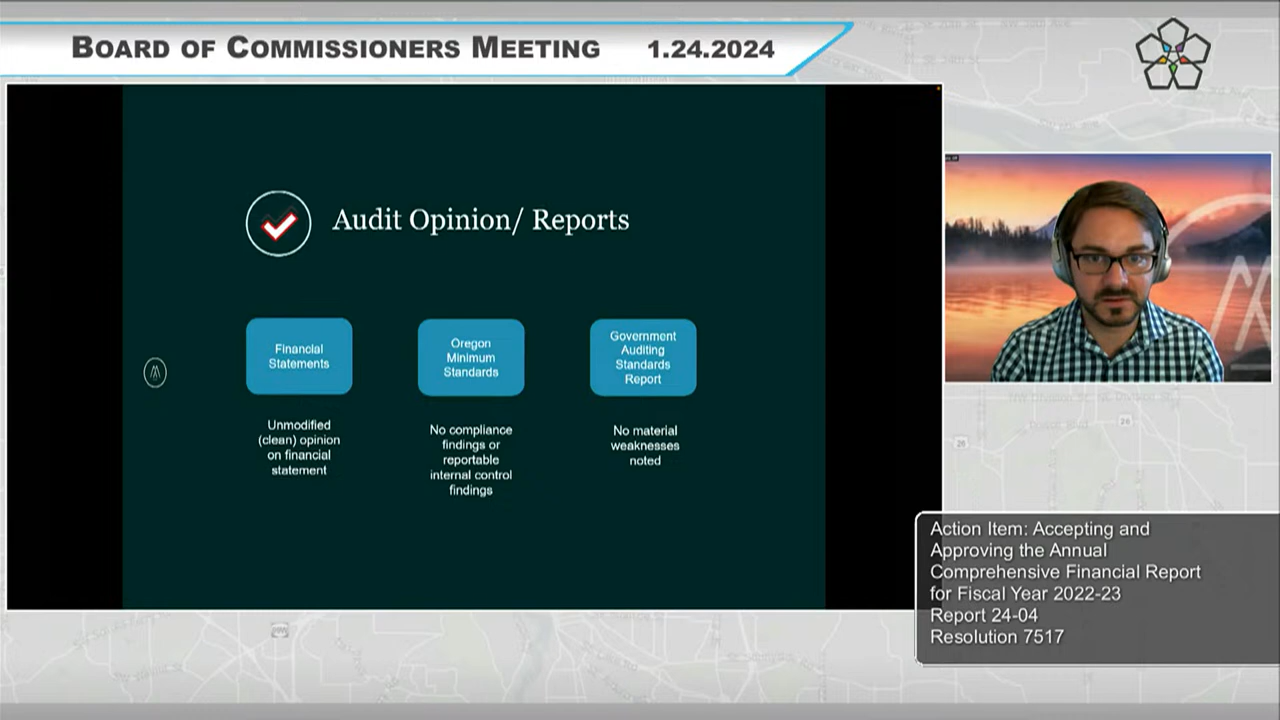 BOARD OF COMMISSIONERS MEETING 1.24.2024
Audit Opinion/ Reports
Financial
Statements
Unmodified
(clean) opinion
on financial
statement
Oregon
Minimum
Standards
No compliance
findings or
reportable
internal control
findings
Government
Auditing
Standards
Report
No material
weaknesses
noted
Action Item: Accepting and
Approving the Annual
Comprehensive Financial Report
for Fiscal Year 2022-23
Report 24-04
Resolution 7517
26
26